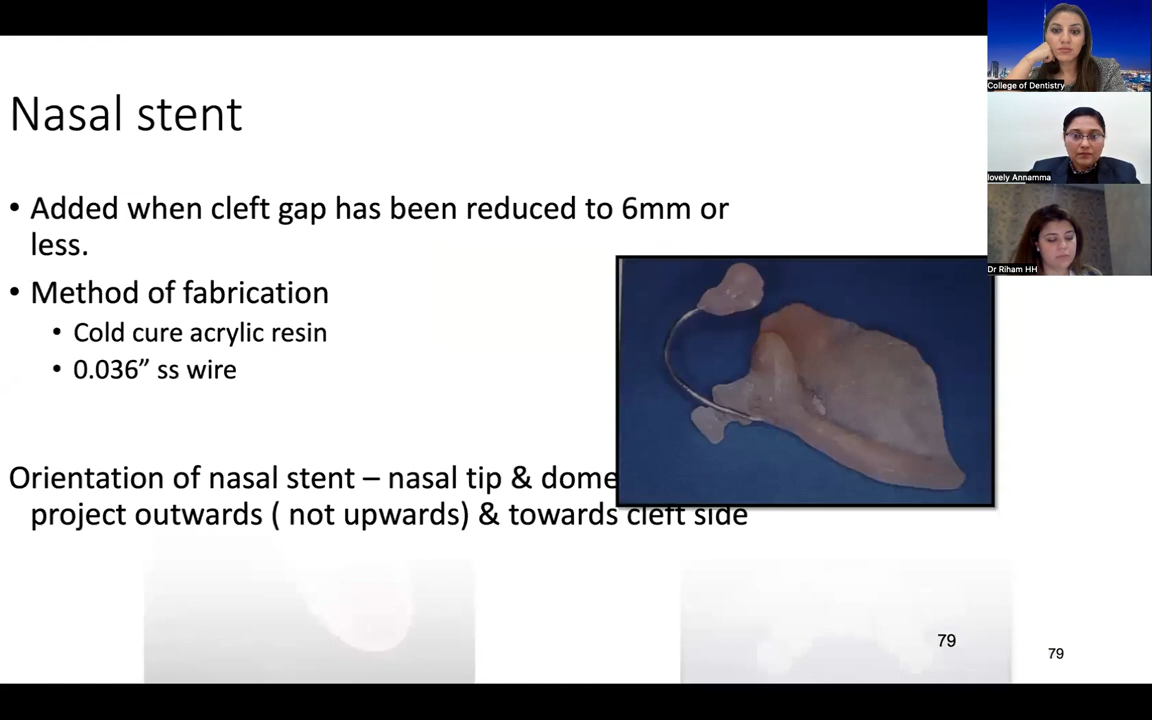 Nasal stent
• Added when cleft gap has been reduced to 6mm or
less.
• Method of fabrication
• Cold cure acrylic resin
• 0.036” ss wire
Orientation of nasal stent – nasal tip & dome
project outwards ( not upwards) & towards cleft side
79
79
College of Dentistry
lovely Annamma
Dr Riham HH